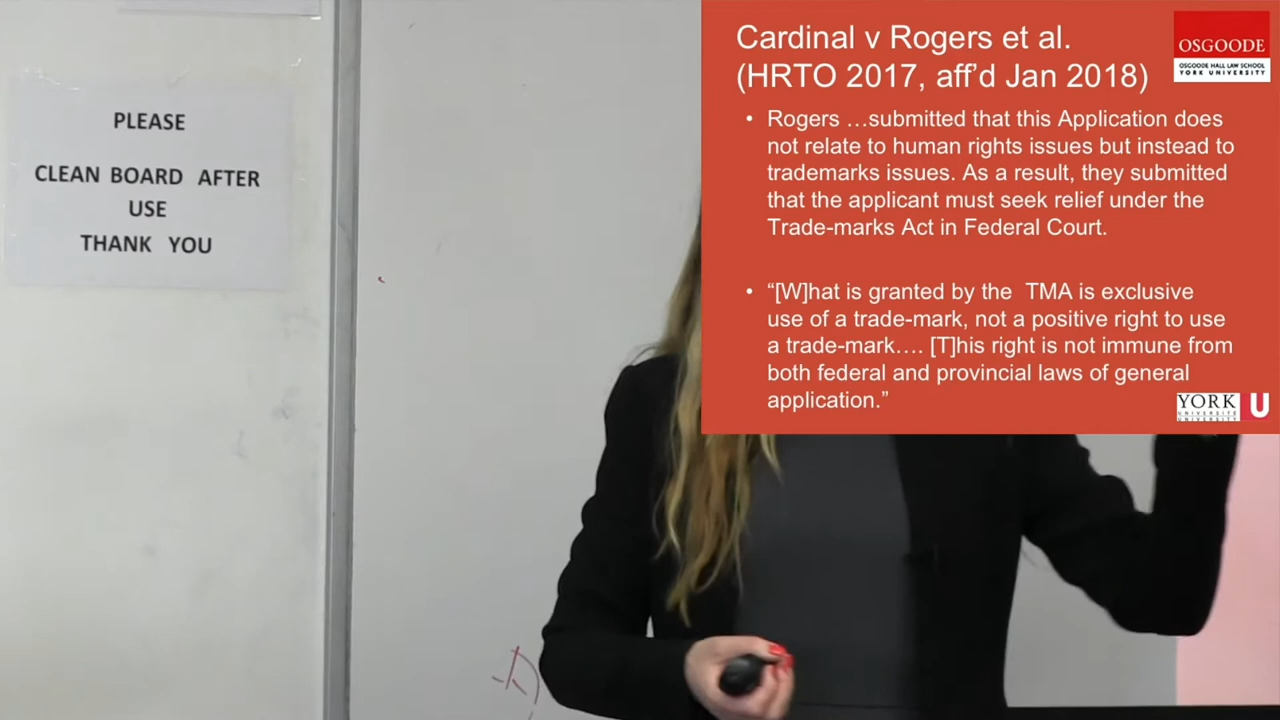 PLEASE
CLEAN BOARD AFTER
USE
THANK YOU
Cardinal v Rogers et al.
(HRTO 2017, aff’d Jan 2018)
OSGOODE
OSGOODE HALL LAW SCHOOL
YORK UNIVERSITY
• Rogers …submitted that this Application does
not relate to human rights issues but instead to
trademarks issues. As a result, they submitted
that the applicant must seek relief under the
Trade-marks Act in Federal Court.
• “[W]hat is granted by the TMA is exclusive
use of a trade-mark, not a positive right to use
a trade-mark…. [T]his right is not immune from
both federal and provincial laws of general
application.”
YORK
UNIVERSITÉ
UNIVERSITY
U